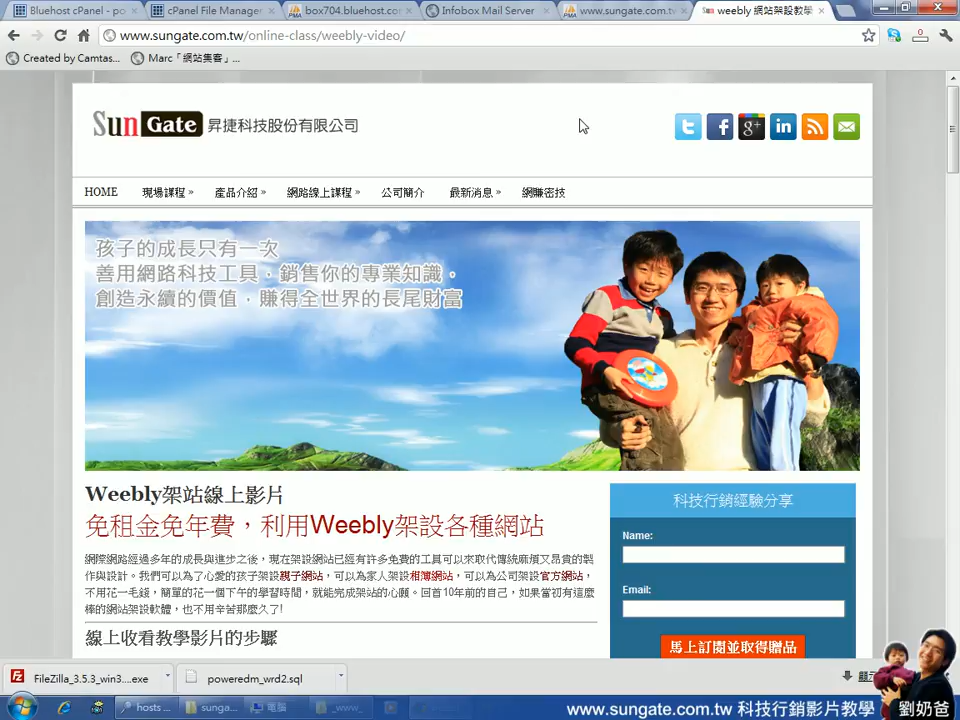 Bluehost cPanel - po
cPanel File Manager
box704.bluehost.co
Infobox Mail Server
www.sungate.com.tw
weebly 網站架設教學
www.sungate.com.tw/online-class/weebly-video/
Created by Camtas...
Marc「網站集客」...
Sun Gate 昇捷科技股份有限公司
HOME
現場課程 »
產品介紹 »
網路線上課程 »
公司簡介
最新消息 »
網賺密技
孩子的成長只有一次
善用網路科技工具，銷售你的專業知識，
創造永續的價值，賺得全世界的長尾財富
Weebly架站線上影片
免租金免年費，利用Weebly架設各種網站
網際網路經過多年的成長與進步之後，現在架設網站已經有許多免費的工具可以來取代傳統麻煩又昂貴的製
作與設計。我們可以為了心愛的孩子架設親子網站，可以為家人架設相簿網站，可以為公司架設官方網站，
不用花一毛錢，簡單的花一個下午的學習時間，就能完成架站的心願。回首10年前的自己，如果當初有這麼
棒的網站架設軟體，也不用辛苦那麼久了!
線上收看教學影片的步驟
科技行銷經驗分享
Name:
Email:
馬上訂閱並取得贈品
FileZilla_3.5.3_win3....exe
poweredm_wrd2.sql
hosts ...
sunga...
電腦
_www_
www.sungate.com.tw 科技行銷影片教學
劉奶爸